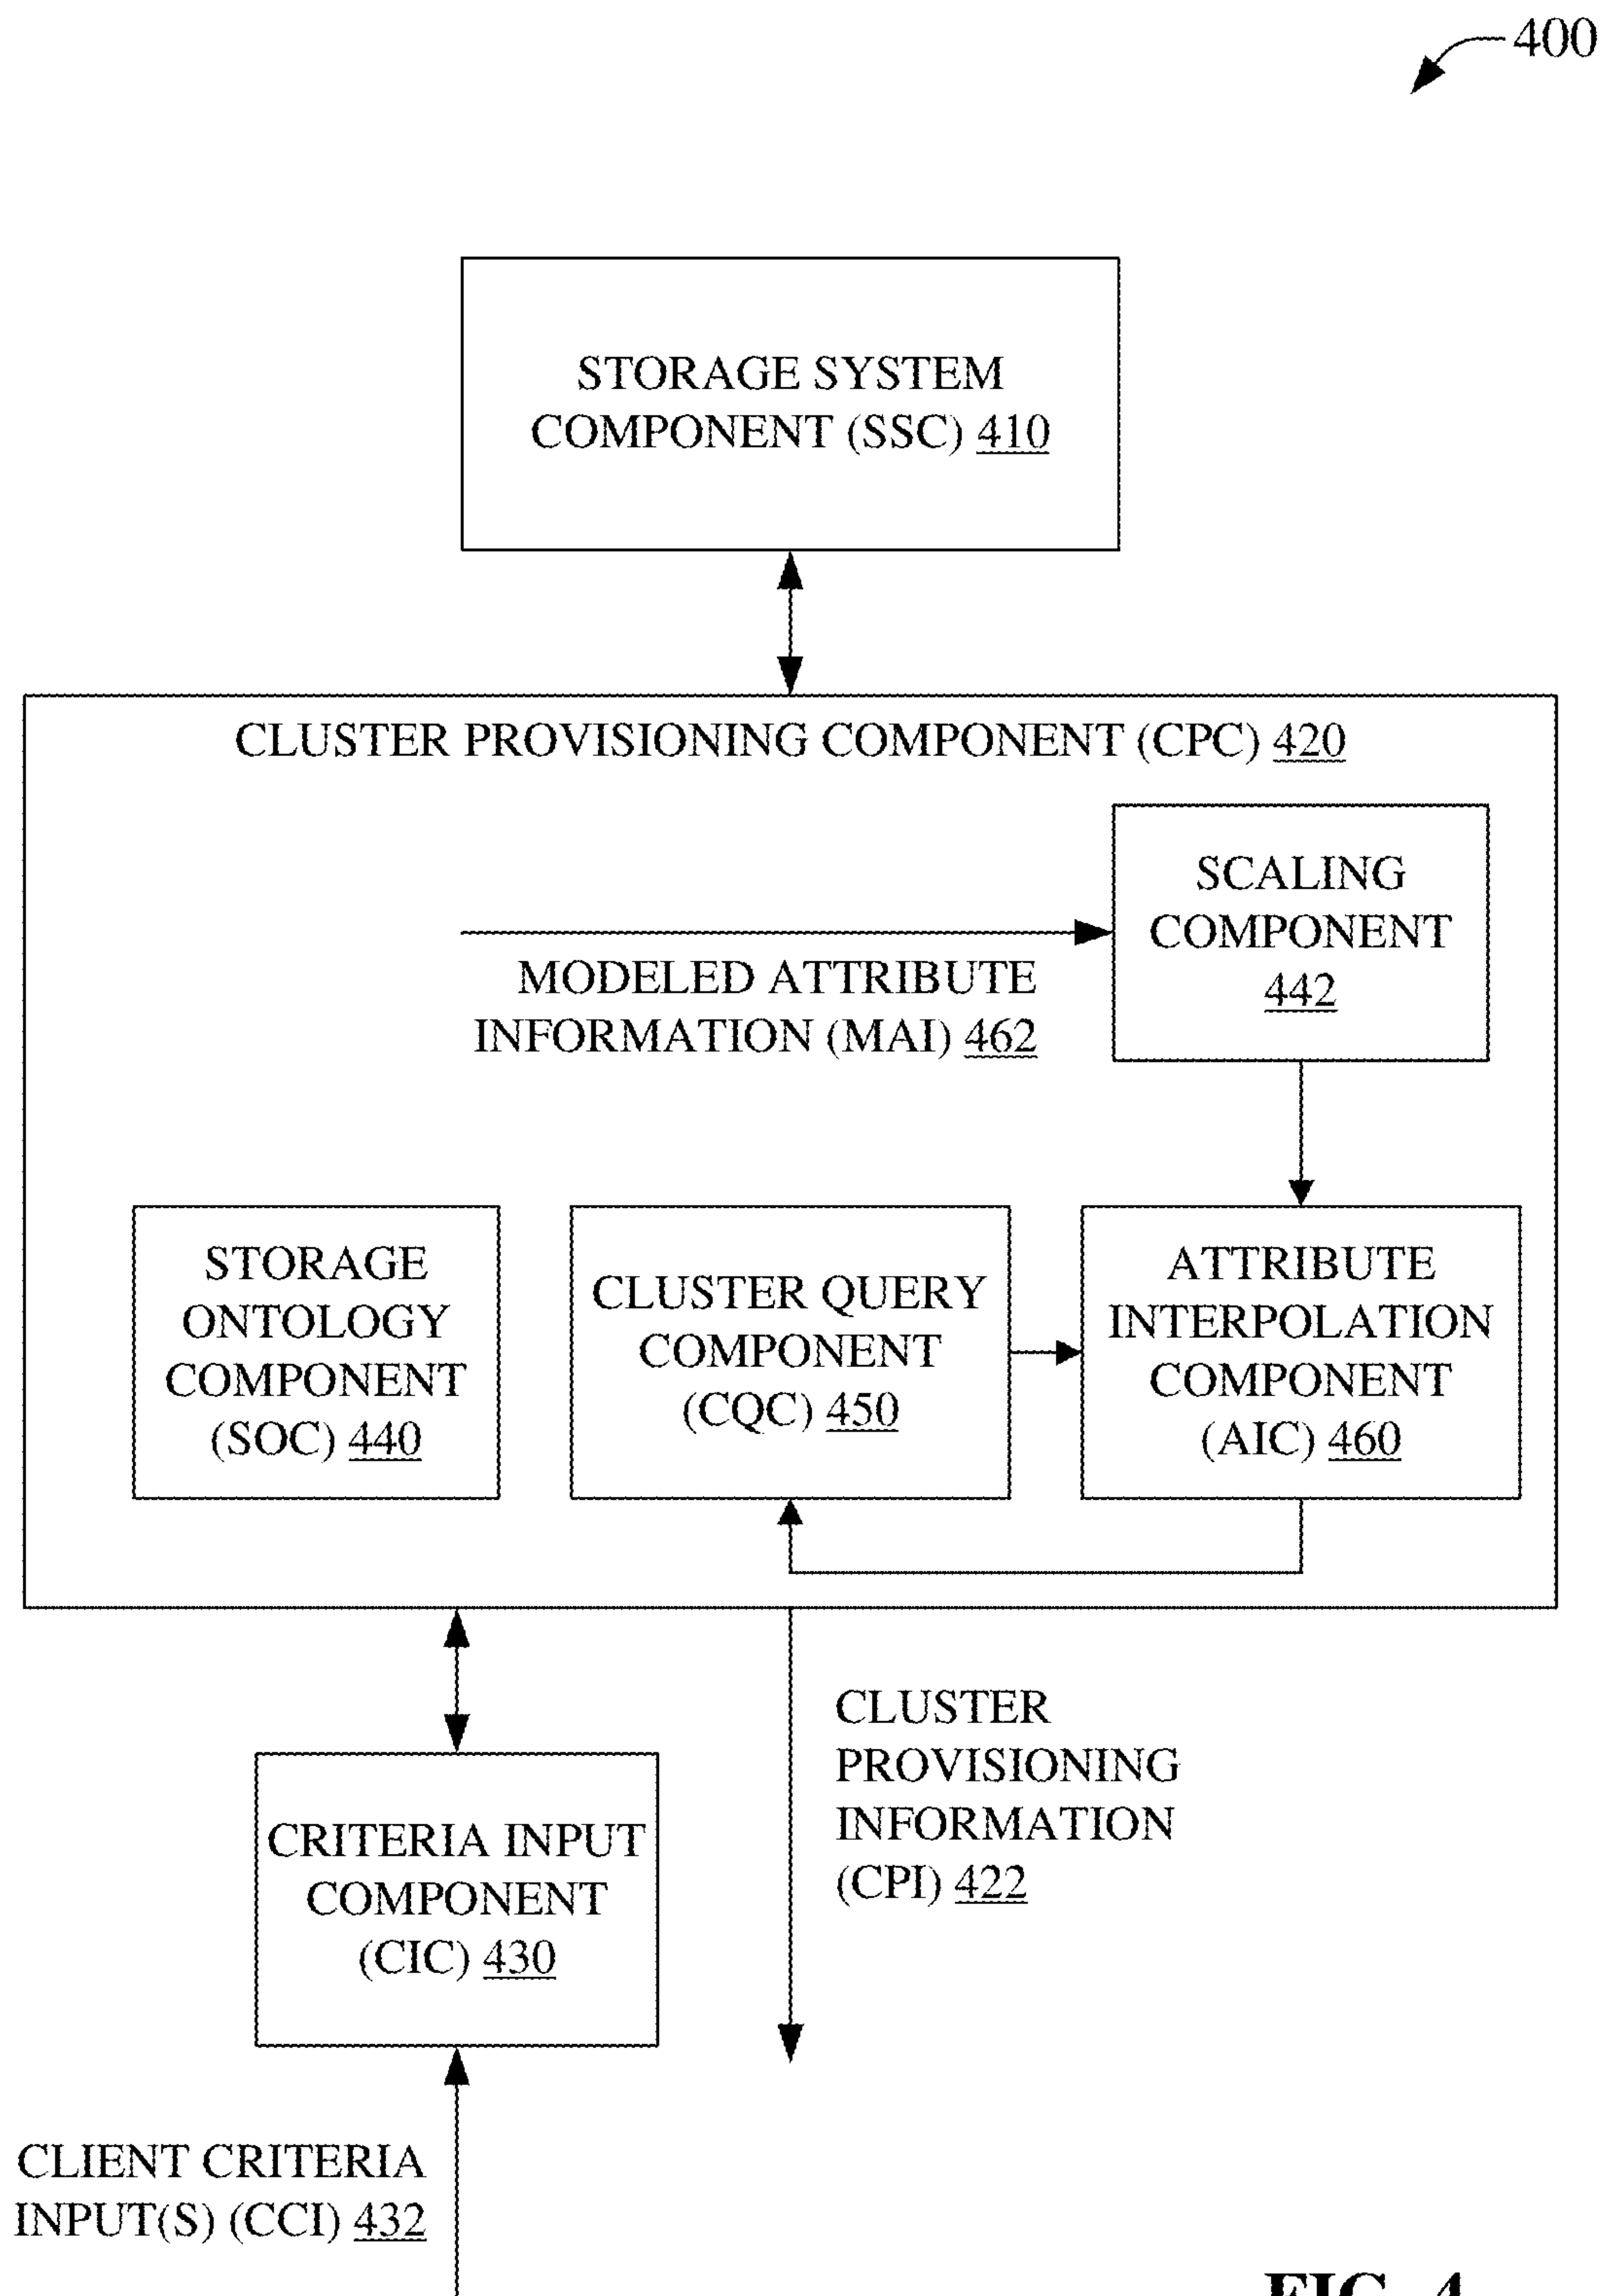 400
STORAGE SYSTEM
COMPONENT (SSC) 410
CLUSTER PROVISIONING COMPONENT (CPC) 420
SCALING
COMPONENT
442
MODELED ATTRIBUTE
INFORMATION (MAI) 462
STORAGE
ONTOLOGY
COMPONENT
(SOC) 440
CLUSTER QUERY
COMPONENT
(CQC) 450
ATTRIBUTE
INTERPOLATION
COMPONENT
(AIC) 460
CLUSTER
PROVISIONING
INFORMATION
(CPI) 422
CRITERIA INPUT
COMPONENT
(CIC) 430
CLIENT CRITERIA
INPUT(S) (CCI) 432
FIG. 4